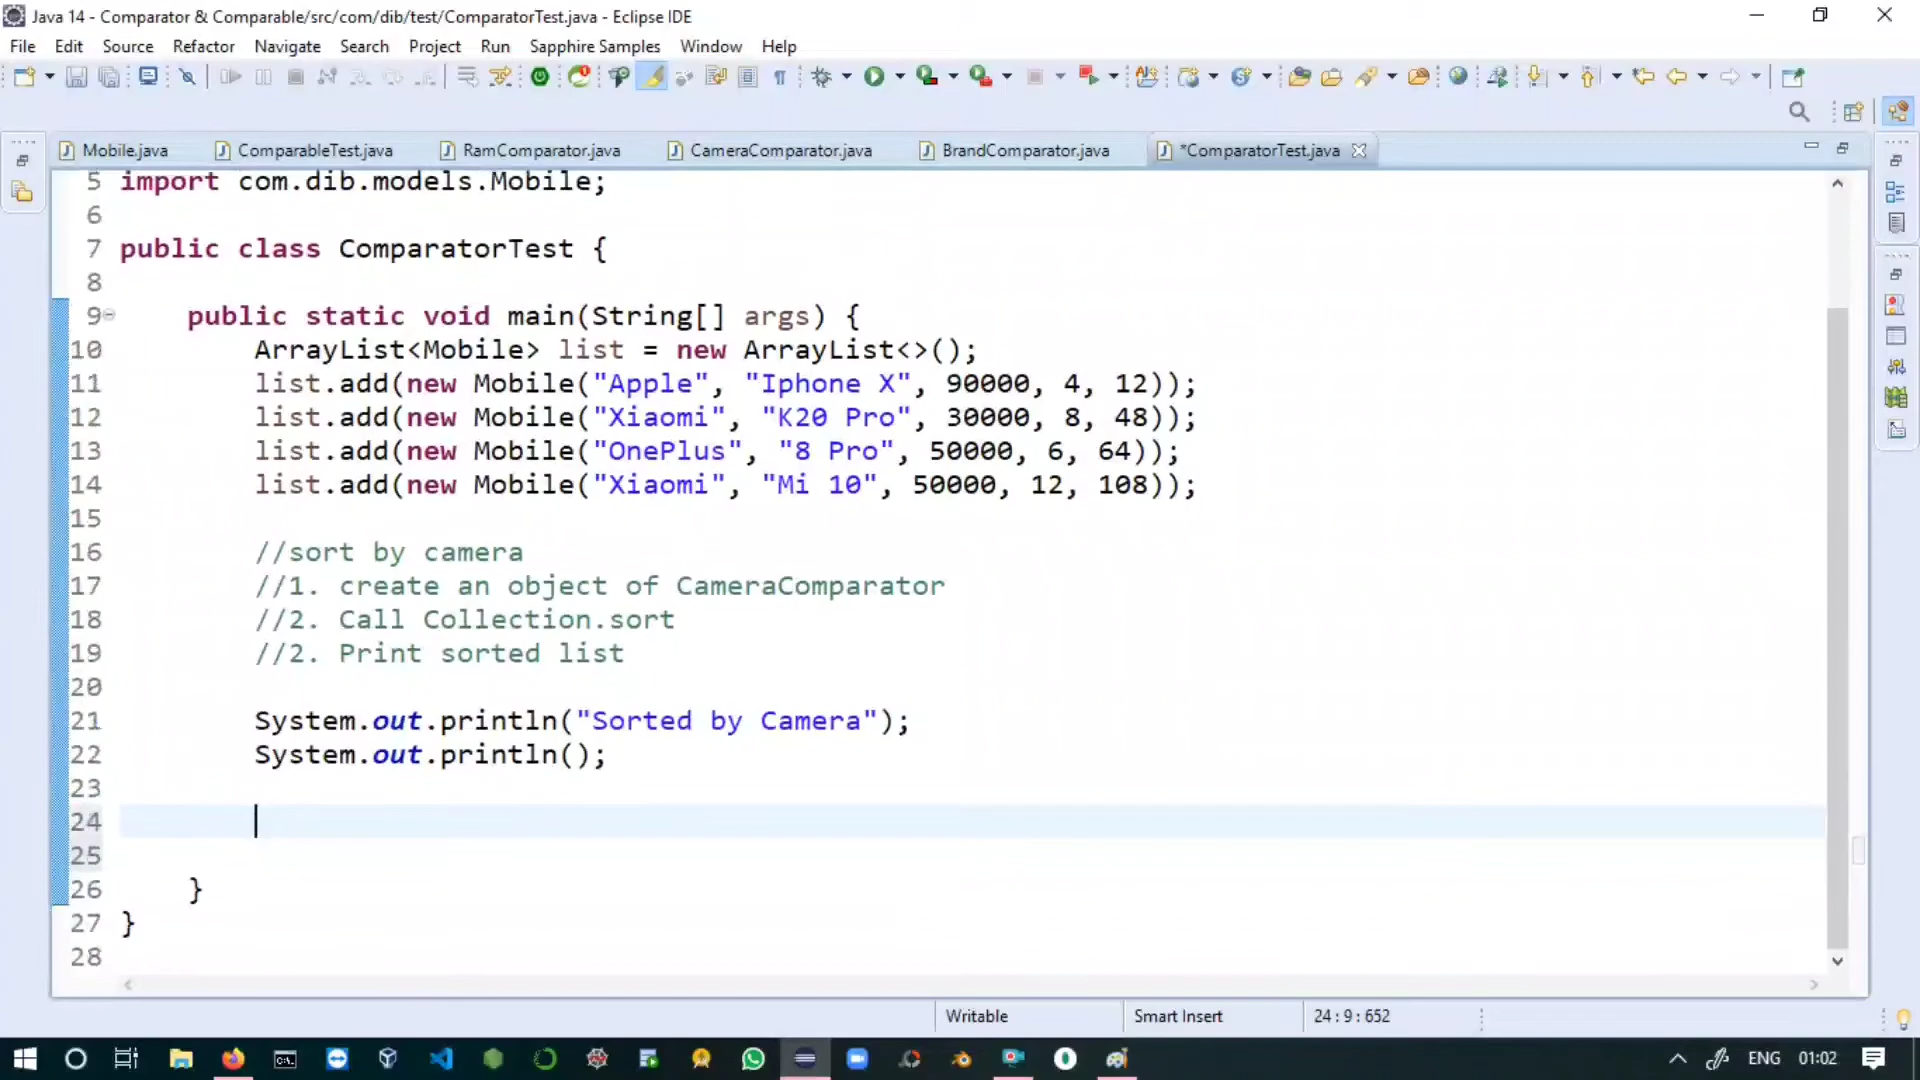 Java 14 - Comparator & Comparable/src/com/dib/test/ComparatorTest.java - Eclipse IDE
File Edit Source Refactor Navigate Search Project Run Sapphire Samples Window Help
Mobile.java ComparableTest.java RamComparator.java CameraComparator.java BrandComparator.java *ComparatorTest.java
5 import com.dib.models.Mobile;
6
7 public class ComparatorTest {
8
9 public static void main(String[] args) {
10 ArrayList<Mobile> list = new ArrayList<>();
11 list.add(new Mobile("Apple", "Iphone X", 90000, 4, 12));
12 list.add(new Mobile("Xiaomi", "K20 Pro", 30000, 8, 48));
13 list.add(new Mobile("OnePlus", "8 Pro", 50000, 6, 64));
14 list.add(new Mobile("Xiaomi", "Mi 10", 50000, 12, 108));
15
16 //sort by camera
17 //1. create an object of CameraComparator
18 //2. Call Collection.sort
19 //2. Print sorted list
20
21 System.out.println("Sorted by Camera");
22 System.out.println();
23
24
25
26 }
27 }
28
Writable Smart Insert 24 : 9 : 652
ENG 01:02